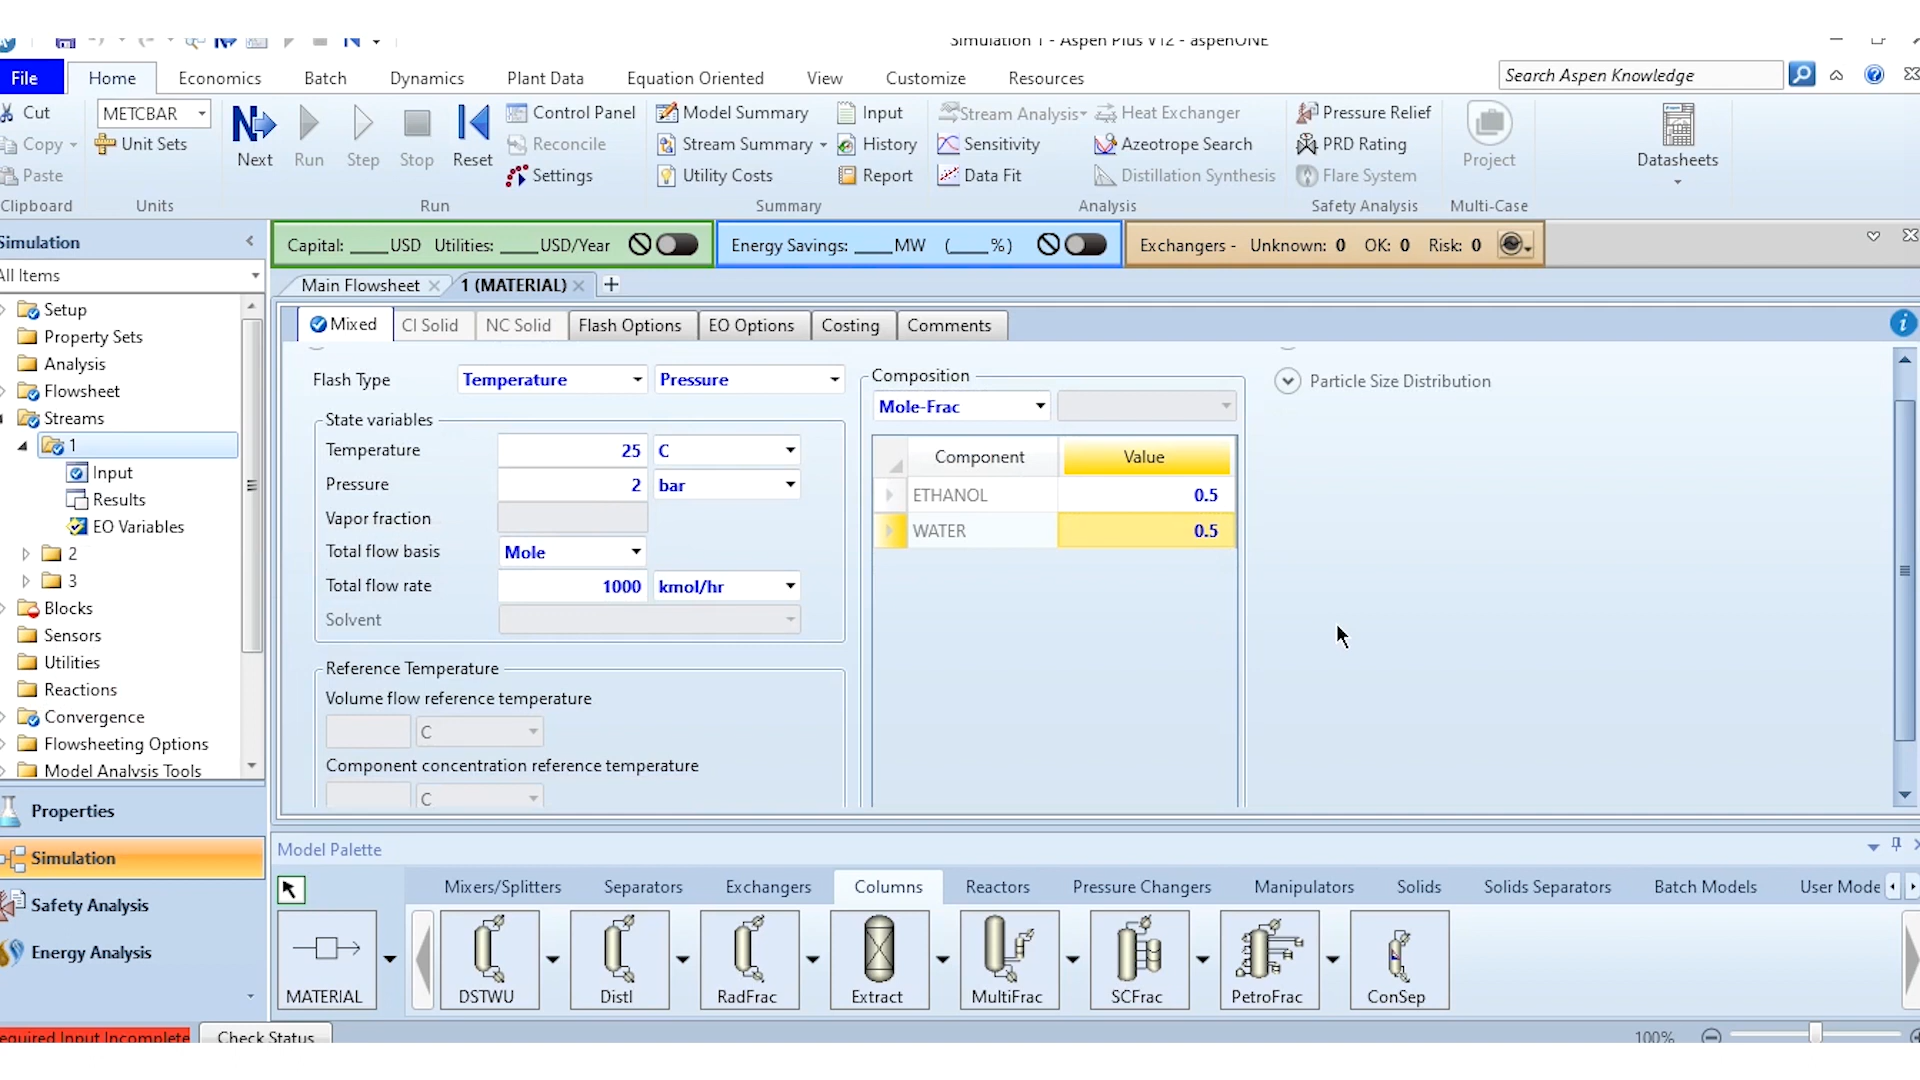 Simulation 1 - Aspen Plus V12 - aspenONE
File Home Economics Batch Dynamics Plant Data Equation Oriented View Customize Resources Search Aspen Knowledge
Cut METCBAR Control Panel Model Summary Input Stream Analysis Heat Exchanger Pressure Relief
Copy Unit Sets Next Run Step Stop Reset Reconcile Stream Summary History Sensitivity Azeotrope Search PRD Rating Project Datasheets
Paste Settings Utility Costs Report Data Fit Distillation Synthesis Flare System
Clipboard Units Run Summary Analysis Safety Analysis Multi-Case
Simulation Capital: ____USD Utilities: ____USD/Year Energy Savings: ____MW (____%) Exchangers - Unknown: 0 OK: 0 Risk: 0
All Items Main Flowsheet 1 (MATERIAL) +
Setup
Property Sets
Analysis
Flowsheet
Streams
1
Input
Results
EO Variables
2
3
Blocks
Sensors
Utilities
Reactions
Convergence
Flowsheeting Options
Model Analysis Tools
Properties
Simulation
Safety Analysis
Energy Analysis
Mixed CI Solid NC Solid Flash Options EO Options Costing Comments
Flash Type Temperature Pressure
State variables
Temperature 25 C
Pressure 2 bar
Vapor fraction
Total flow basis Mole
Total flow rate 1000 kmol/hr
Solvent
Reference Temperature
Volume flow reference temperature
C
Component concentration reference temperature
C
Composition
Mole-Frac
Component Value
ETHANOL 0.5
WATER 0.5
Particle Size Distribution
Model Palette
Mixers/Splitters Separators Exchangers Columns Reactors Pressure Changers Manipulators Solids Solids Separators Batch Models User Mode
MATERIAL DSTWU Distl RadFrac Extract MultiFrac SCFrac PetroFrac ConSep
equired Input Incomplete Check Status 100%